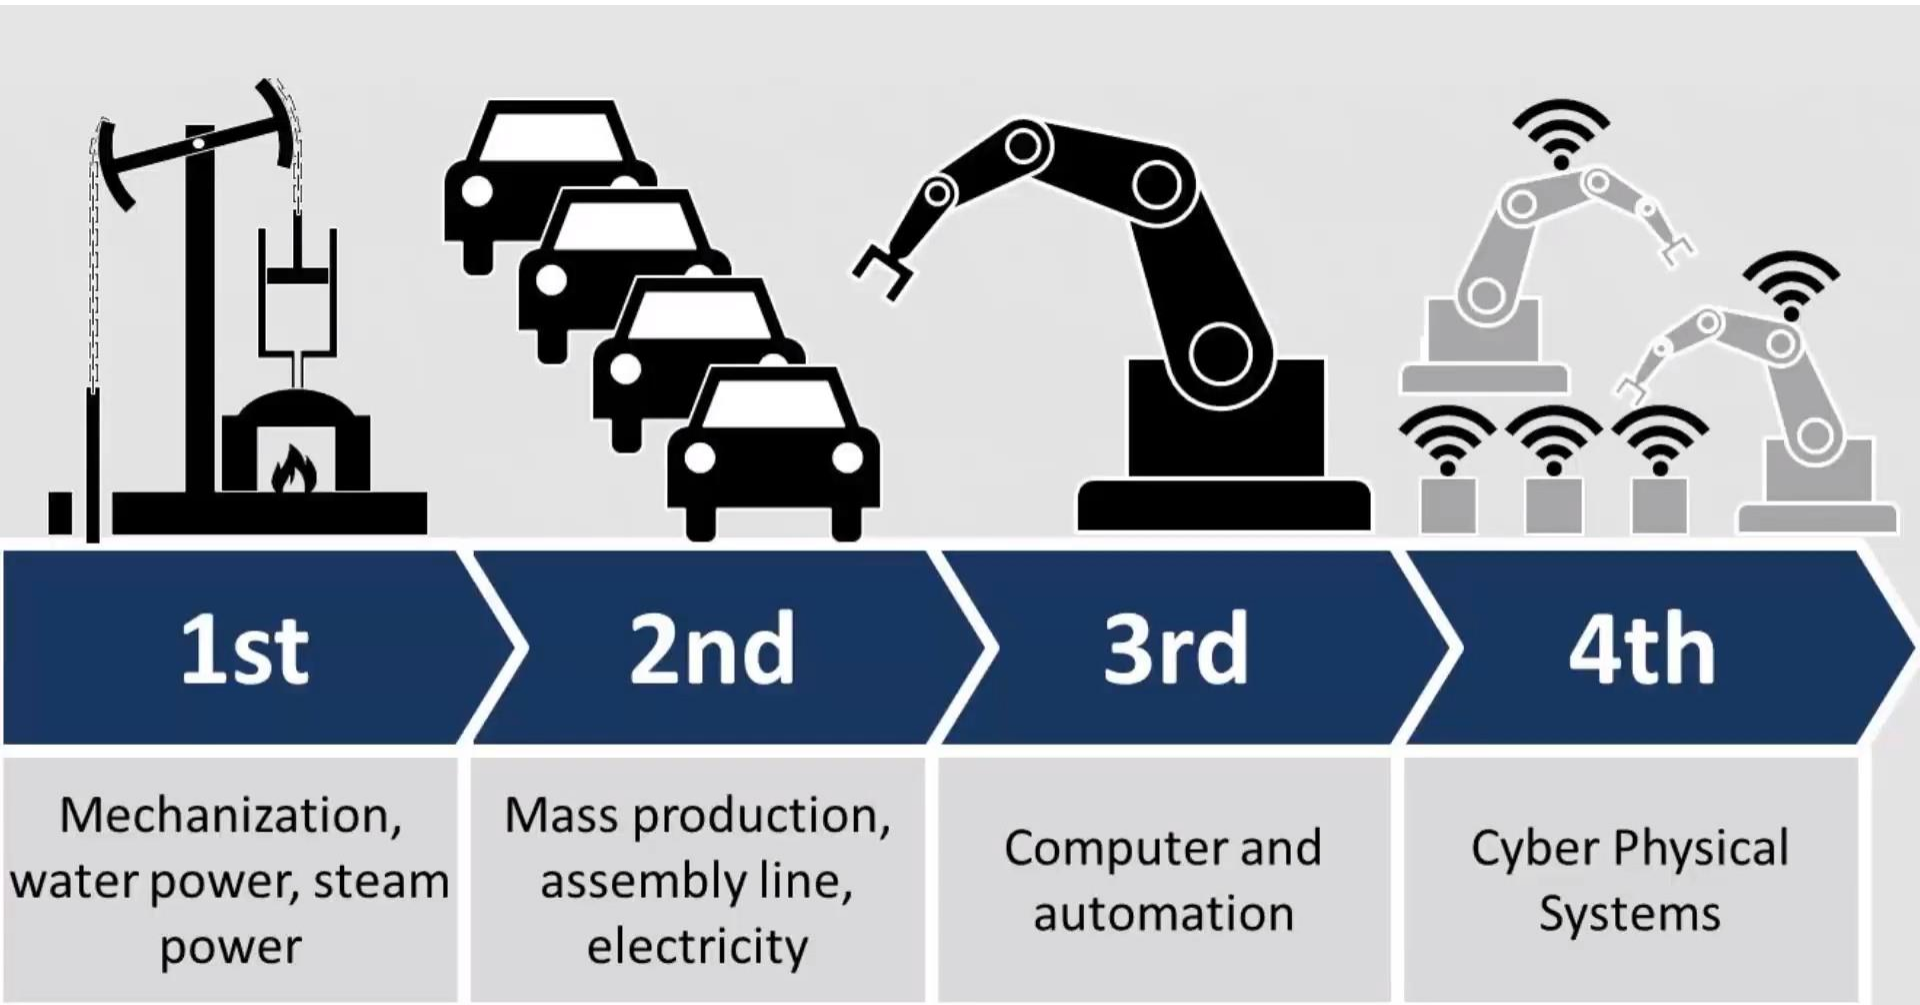 1st
2nd
3rd
4th
Mechanization,
water power, steam
power
Mass production,
assembly line,
electricity
Computer and
automation
Cyber Physical
Systems